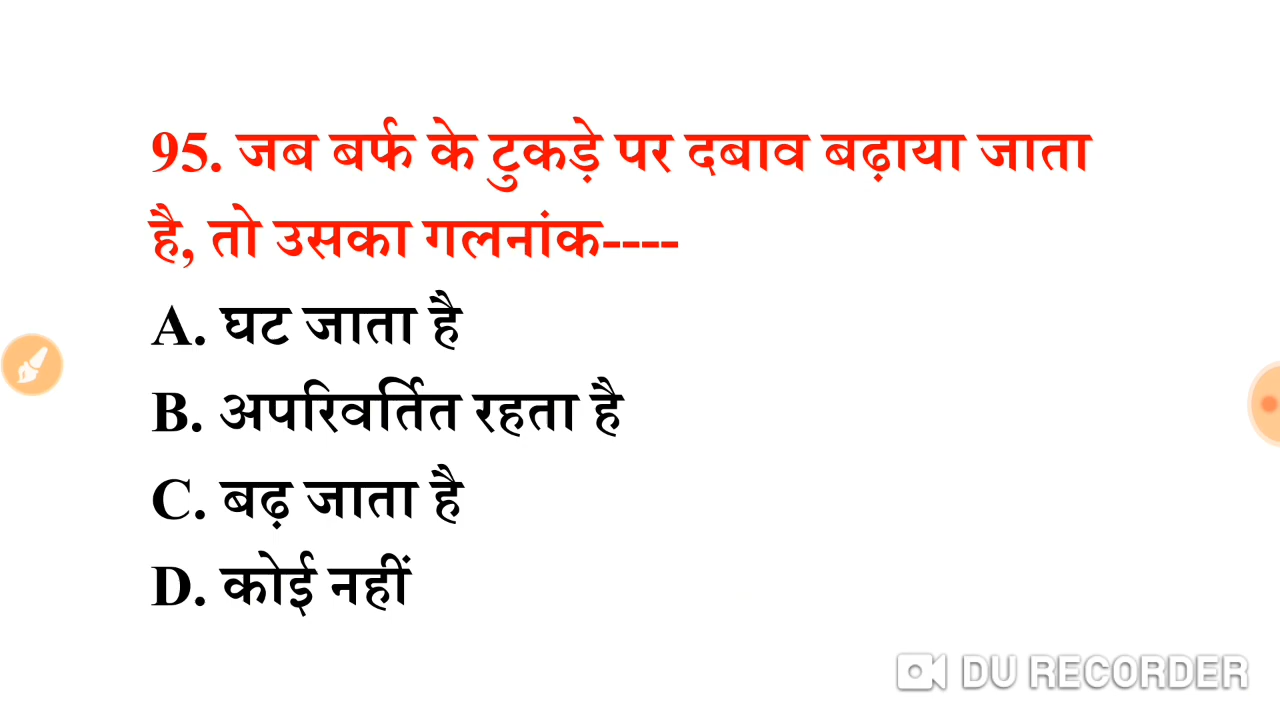 95. जब बर्फ के टुकड़े पर दबाव बढ़ाया जाता
है, तो उसका गलनांक----
A. घट जाता है
B. अपरिवर्तित रहता है
C. बढ़ जाता है
D. कोई नहीं
DU RECORDER